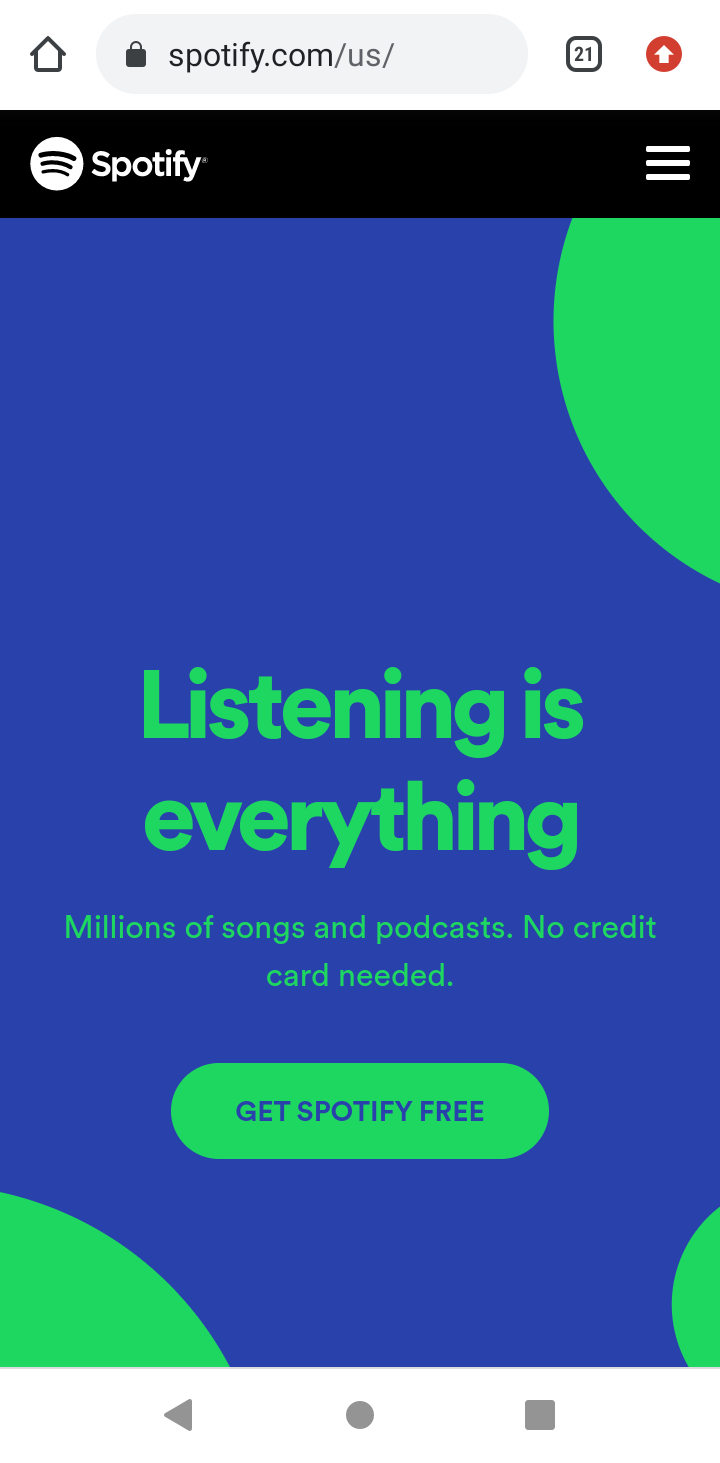 spotify.com/us/
21
Spotify®
Listening is
everything
Millions of songs and podcasts. No credit
card needed.
GET SPOTIFY FREE